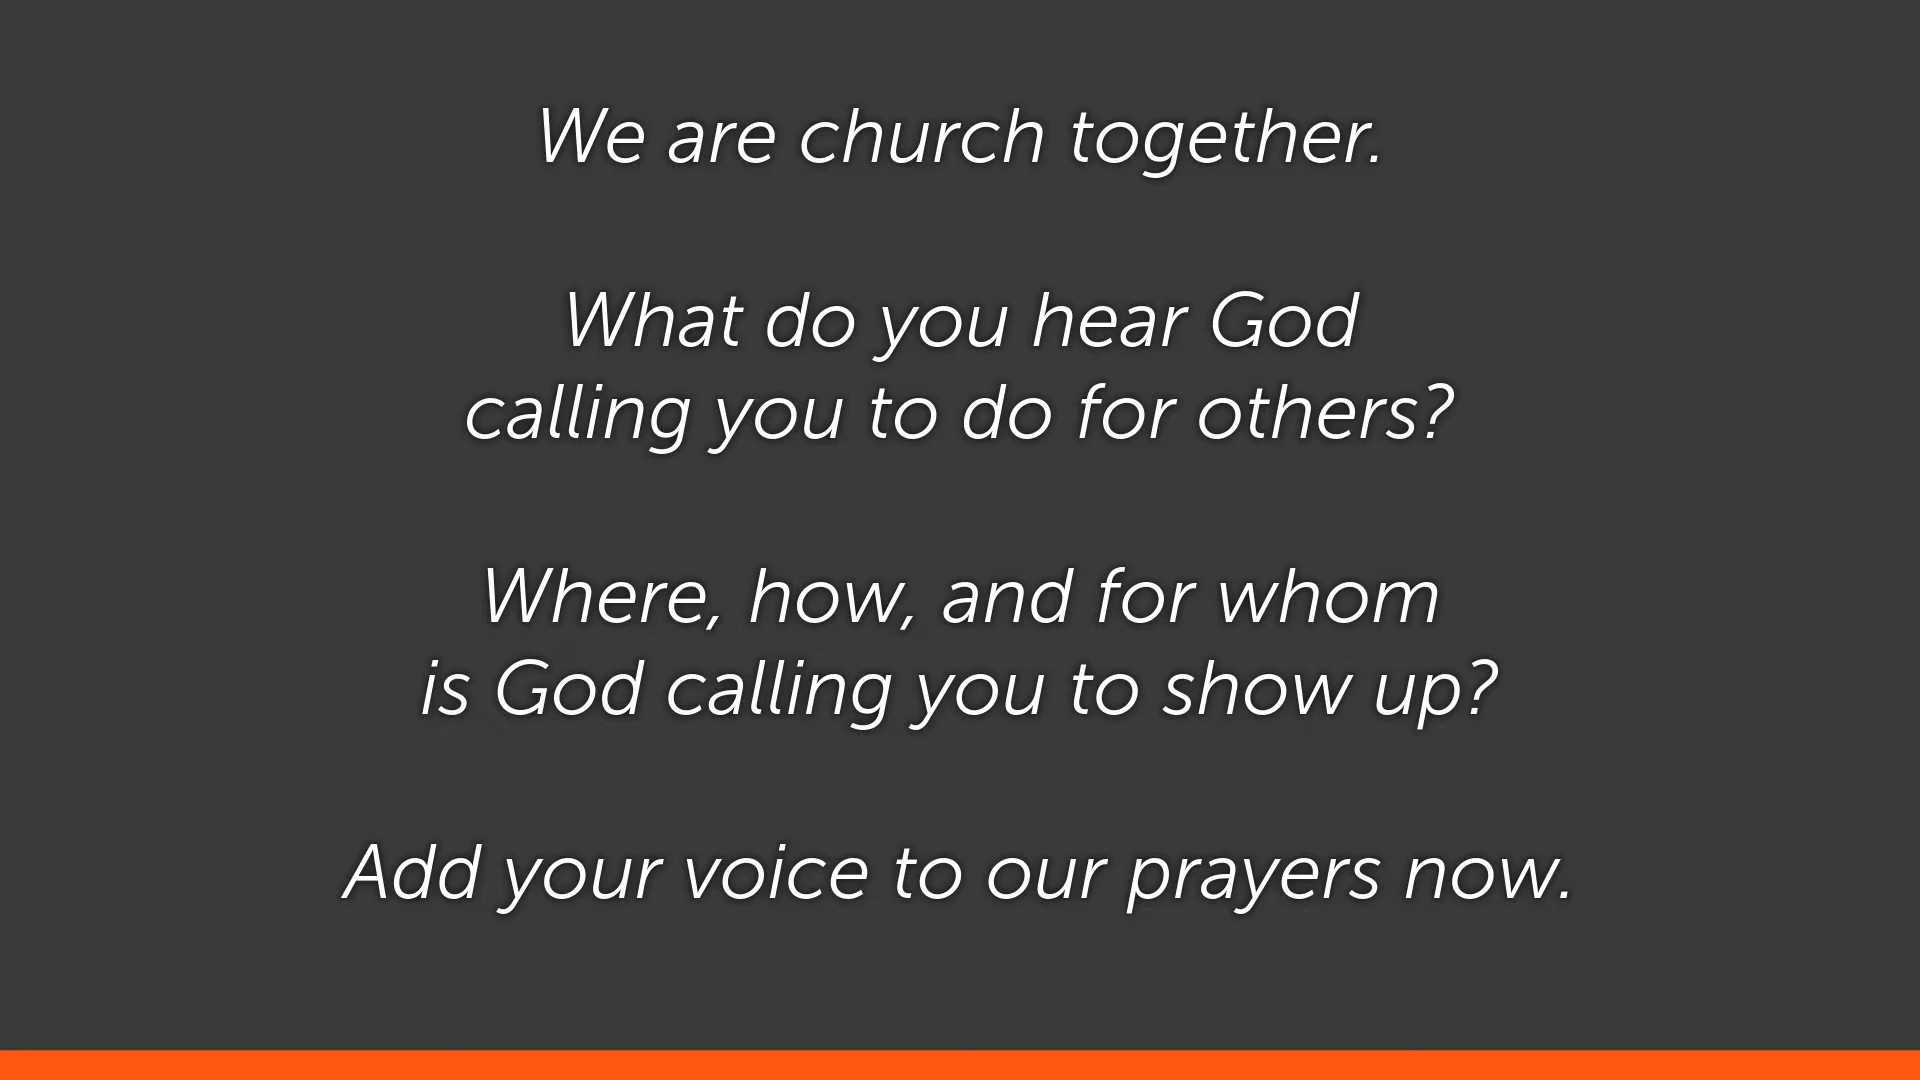 We are church together.
What do you hear God
calling you to do for others?
Where, how, and for whom
is God calling you to show up?
Add your voice to our prayers now.